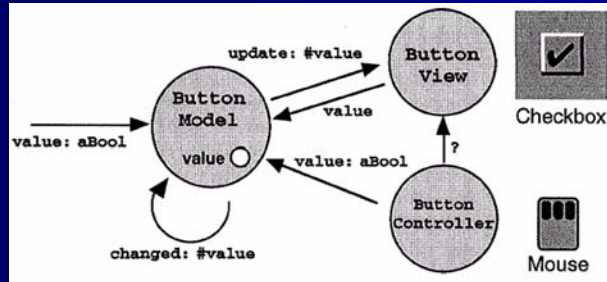 update: #value
Button
View
value
Button
Model
value
value: aBool
value: aBool
?
Button
Controller
changed: #value
Checkbox
Mouse